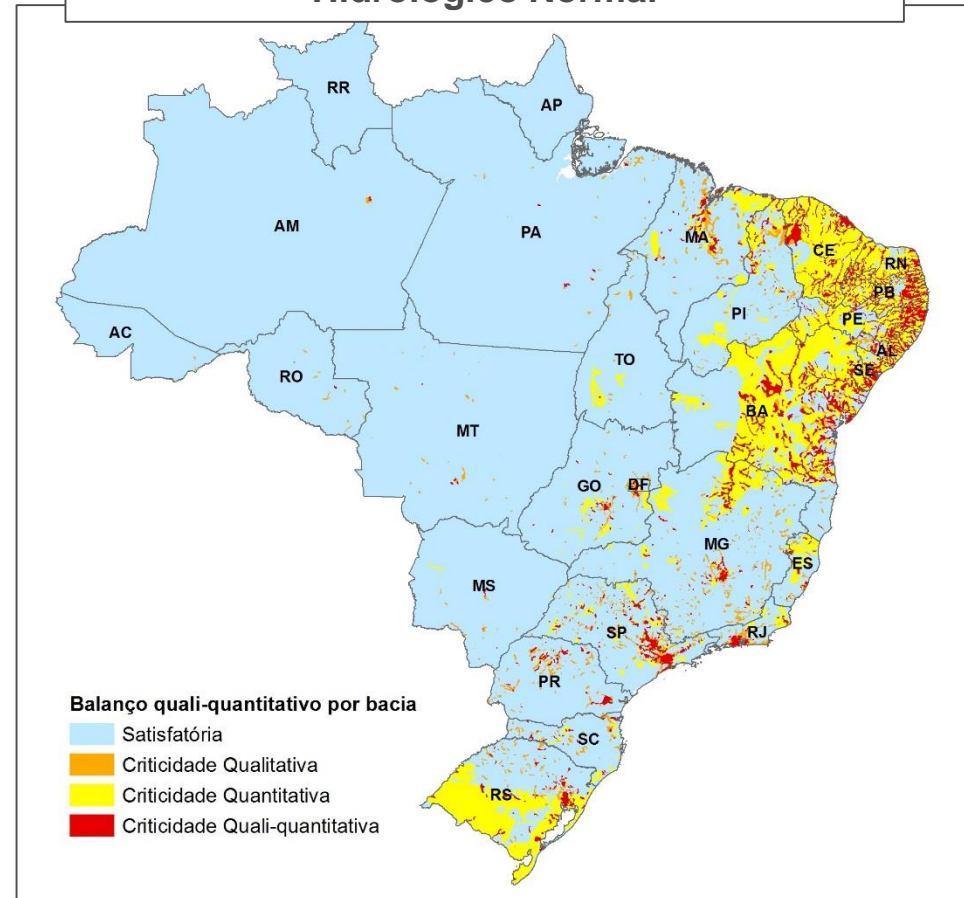 Hidrológico Normal
RR
AP
AM
PA
MA
CE
RN
PB
PI
PE
AC
AL
TO
SE
RO
BA
MT
GO
DF
MG
ES
MS
SP
RJ
PR
SC
RS
Balanço quali-quantitativo por bacia
Satisfatória
Criticidade Qualitativa
Criticidade Quantitativa
Criticidade Quali-quantitativa